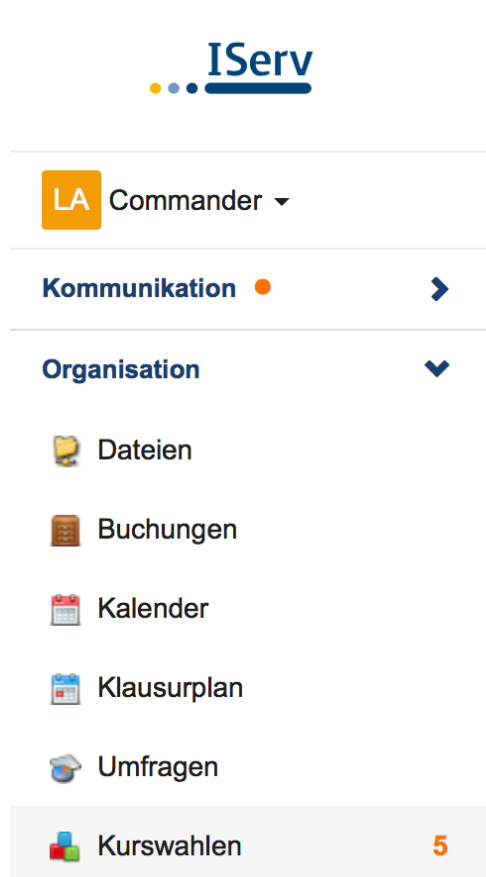 IServ
LA Commander
Kommunikation
Organisation
Dateien
Buchungen
Kalender
Klausurplan
Umfragen
Kurswahlen 5